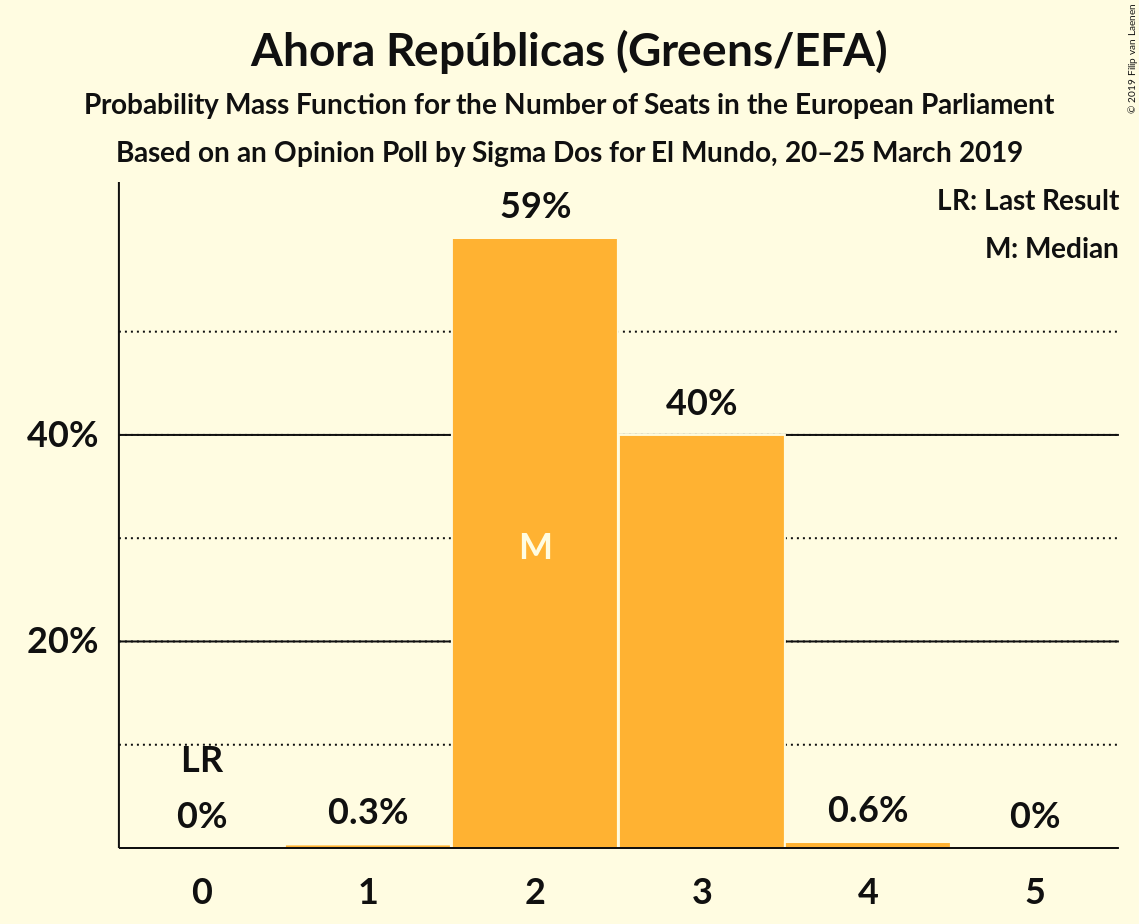 Ahora Repúblicas (Greens/EFA)
Probability Mass Function for the Number of Seats in the European Parliament
Based on an Opinion Poll by Sigma Dos for El Mundo, 20–25 March 2019
© 2019 Filip van Laenen
LR: Last Result
M: Median
59%
40%
40%
M
20%
LR
0%
0.3%
0.6%
0%
0
1
2
3
4
5